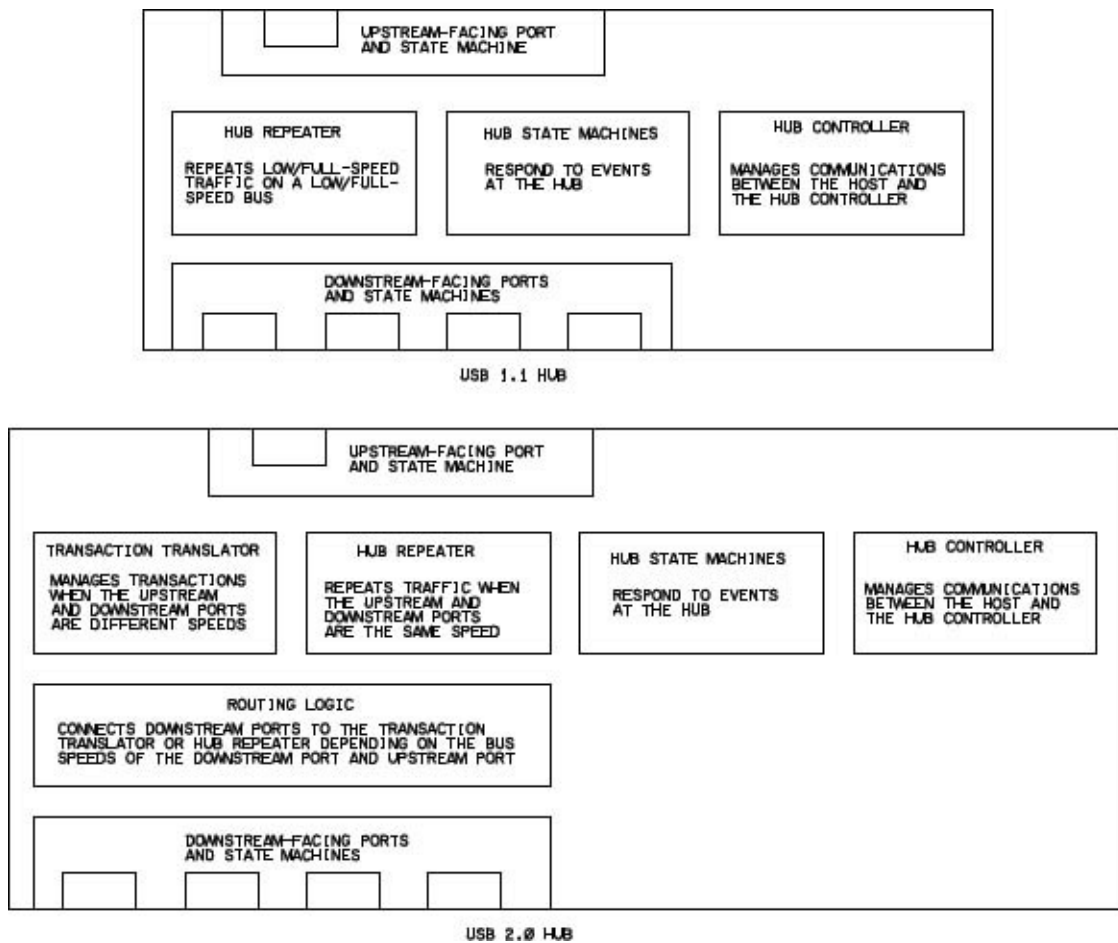 UPSTREAM-FACING PORT
AND STATE MACHINE
HUB REPEATER
REPEATS LOW/FULL-SPEED
TRAFFIC ON A LOW/FULL-
SPEED BUS
HUB STATE MACHINES
RESPOND TO EVENTS
AT THE HUB
HUB CONTROLLER
MANAGES COMMUNICATIONS
BETWEEN THE HOST AND
THE HUB CONTROLLER
DOWNSTREAM-FACING PORTS
AND STATE MACHINES
USB 1.1 HUB
UPSTREAM-FACING PORT
AND STATE MACHINE
TRANSACTION TRANSLATOR
MANAGES TRANSACTIONS
WHEN THE UPSTREAM
AND DOWNSTREAM PORTS
ARE DIFFERENT SPEEDS
HUB REPEATER
REPEATS TRAFFIC WHEN
THE UPSTREAM AND
DOWNSTREAM PORTS
ARE THE SAME SPEED
HUB STATE MACHINES
RESPOND TO EVENTS
AT THE HUB
HUB CONTROLLER
MANAGES COMMUNICATIONS
BETWEEN THE HOST AND
THE HUB CONTROLLER
ROUTING LOGIC
CONNECTS DOWNSTREAM PORTS TO THE TRANSACTION
TRANSLATOR OR HUB REPEATER DEPENDING ON THE BUS
SPEEDS OF THE DOWNSTREAM PORT AND UPSTREAM PORT
DOWNSTREAM-FACING PORTS
AND STATE MACHINES
USB 2.0 HUB